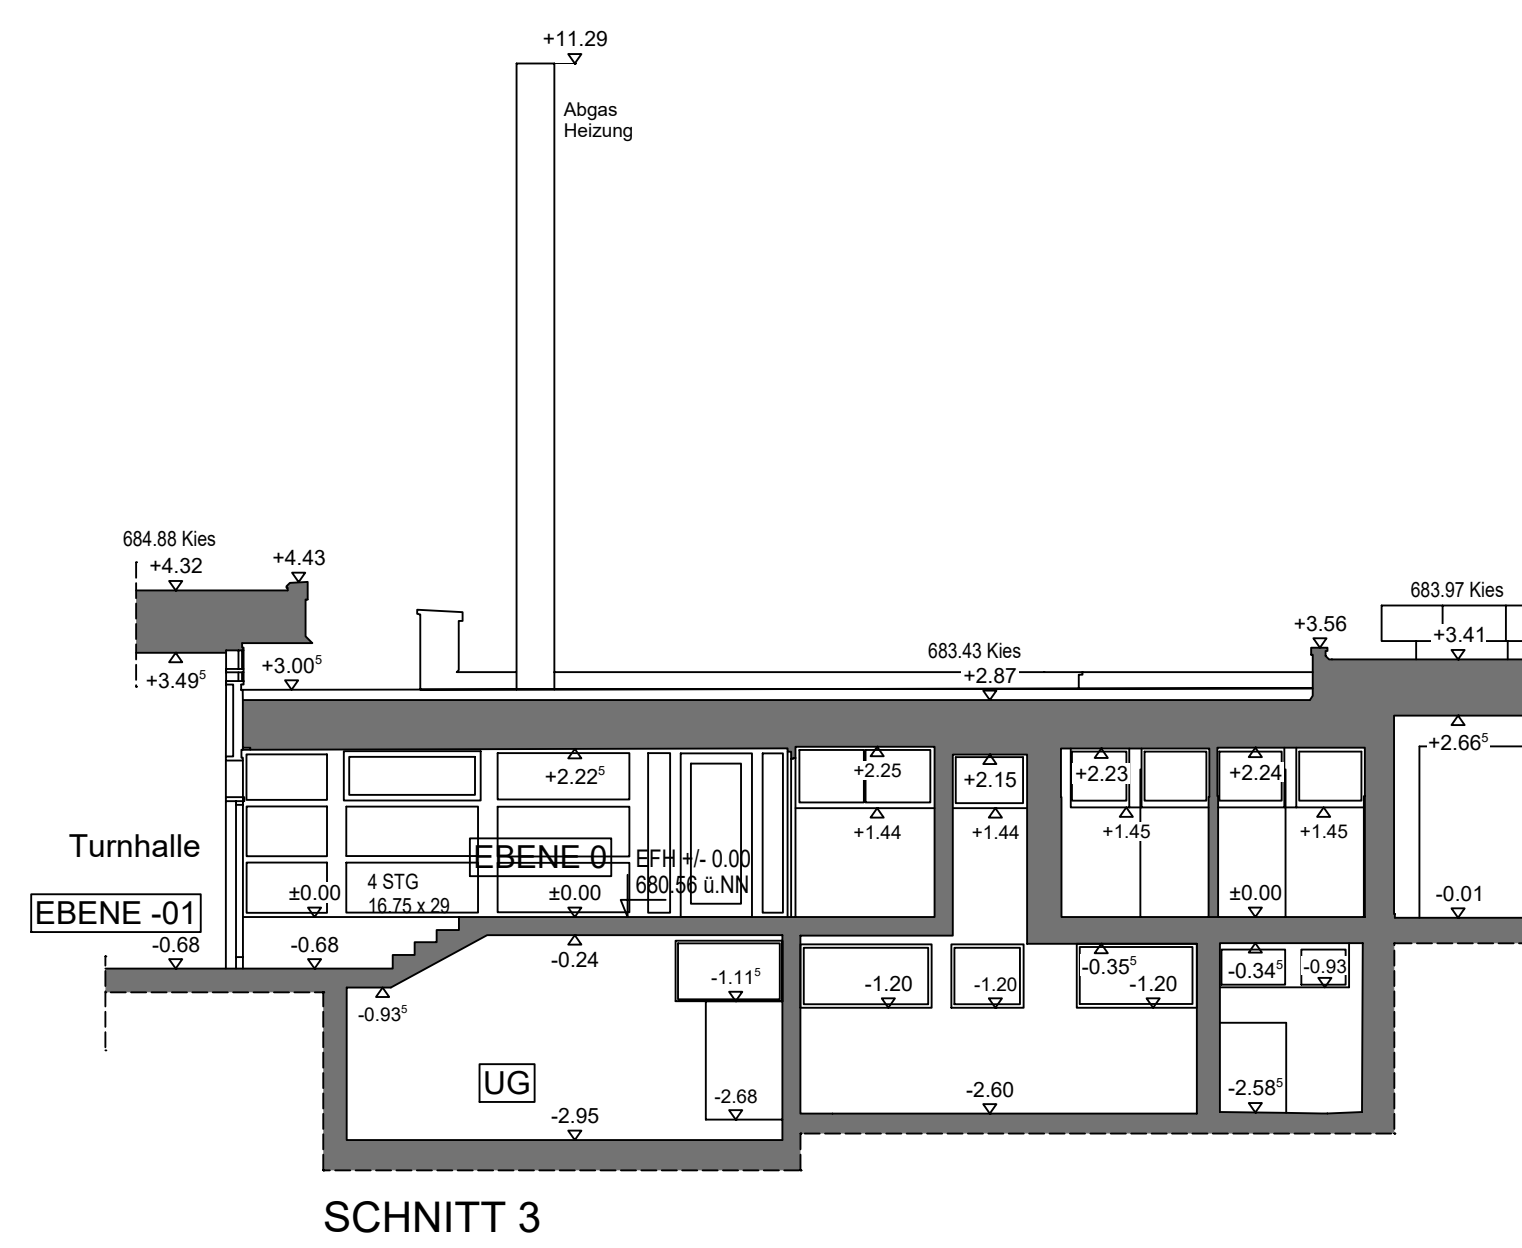 +11.29
Abgas
Heizung
684.88 Kies
+4.32
+4.43
683.97 Kies
+3.56
+3.41
683.43 Kies
+2.87
+3.49⁵
+3.00⁵
+2.66⁵
+2.22⁵
+2.25
+2.15
+2.23
+2.24
+1.44
+1.44
+1.45
+1.45
Turnhalle
EBENE 0
EFH +/- 0.00
680.56 ü.NN
4 STG
16.75 x 29
±0.00
±0.00
±0.00
-0.01
EBENE -01
-0.68
-0.68
-0.24
-0.93⁵
-1.11⁵
-1.20
-1.20
-0.35⁵
-1.20
-0.34⁵
-0.93
UG
-2.68
-2.60
-2.58⁵
-2.95
SCHNITT 3